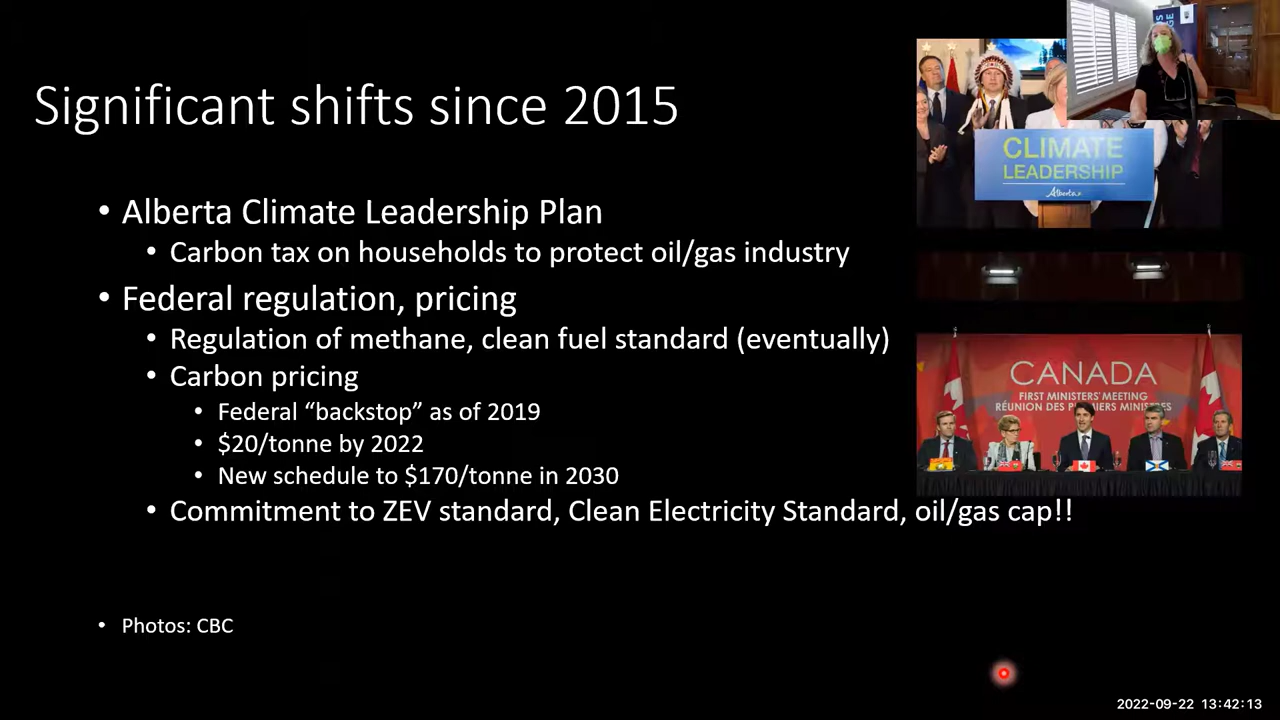 Significant shifts since 2015
• Alberta Climate Leadership Plan
• Carbon tax on households to protect oil/gas industry
• Federal regulation, pricing
• Regulation of methane, clean fuel standard (eventually)
• Carbon pricing
• Federal “backstop” as of 2019
• $20/tonne by 2022
• New schedule to $170/tonne in 2030
• Commitment to ZEV standard, Clean Electricity Standard, oil/gas cap!!
• Photos: CBC
CLIMATE
LEADERSHIP
Alberta
CANADA
FIRST MINISTERS' MEETING
RÉUNION DES PREMIERS MINISTRES
2022-09-22 13:42:13